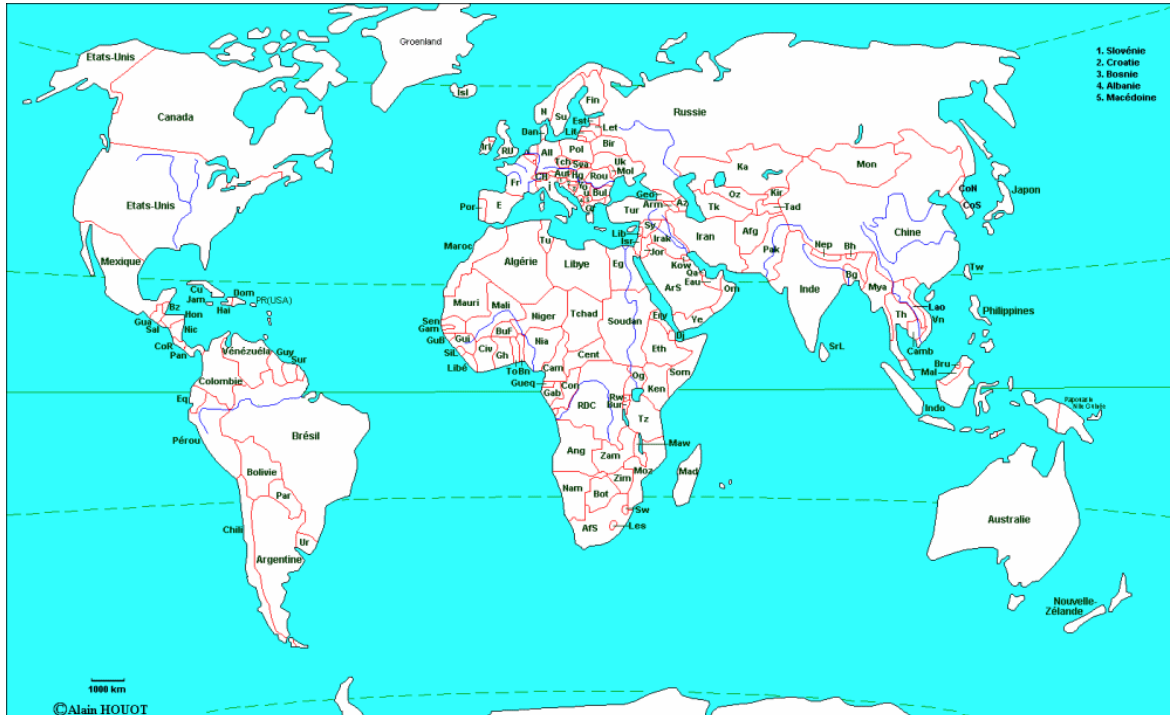 Groenland
Etats-Unis
1. Slovénie
2. Croatie
3. Bosnie
4. Albanie
5. Macédoine
Isl
Canada
N
Su
Fin
Russie
Est
Let
Dan
Lit
Irl
RU
All
Pol
Bir
Tch
Sva
Uk
Mol
Fr
CH
Aut
Hg
Rou
Bul
Etats-Unis
Por
E
I
Gr
Tur
Geo
Arm
Az
Ka
Mon
Oz
Kir
Tk
Tad
CoN
CoS
Japon
Chine
Maroc
Tu
Lib
Isr
Sy
Irak
Jor
Iran
Afg
Pak
Nep
Bh
Bg
Mexique
Algérie
Libye
Eg
Kow
Qa
Eau
ArS
Om
Inde
Mya
Tw
Cu
Jam
Dom
Hai
PR(USA)
Bz
Hon
Gua
Sal
Nic
CoR
Pan
Mauri
Mali
Niger
Tchad
Soudan
Ery
Ye
Dj
Lao
Th
Vn
Camb
Philippines
Sen
Gam
GuB
Gui
SiL
Libé
Civ
BuF
Gh
ToBn
Nia
Cam
Cent
Eth
Som
SrL
Bru
Mal
Vénézuéla
Guy
Sur
Colombie
Eq
Gueq
Gab
Con
RDC
Og
Ken
Rw
Bur
Tz
Indo
Pérou
Brésil
Ang
Zam
Maw
Moz
Mad
Bolivie
Par
Nam
Bot
Zim
Sw
Les
AfS
Australie
Chili
Ur
Argentine
Nouvelle-
Zélande
1000 km
©Alain HOUOT